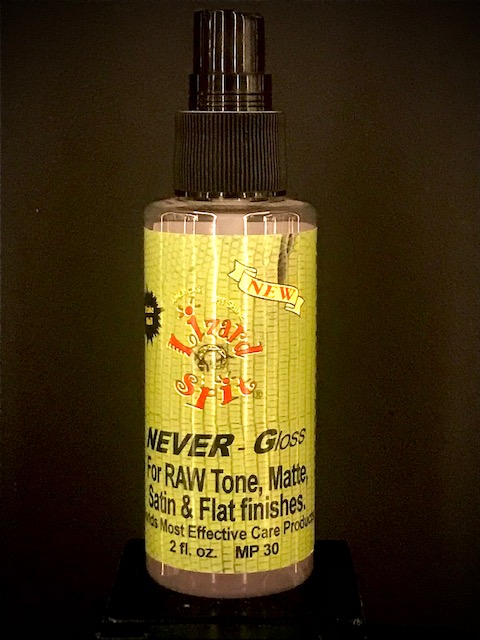 NEW
Lizard
Spit®
NEVER - Gloss
For RAW Tone, Matte,
Satin & Flat finishes.
Most Effective Care
2 fl. oz. MP 30